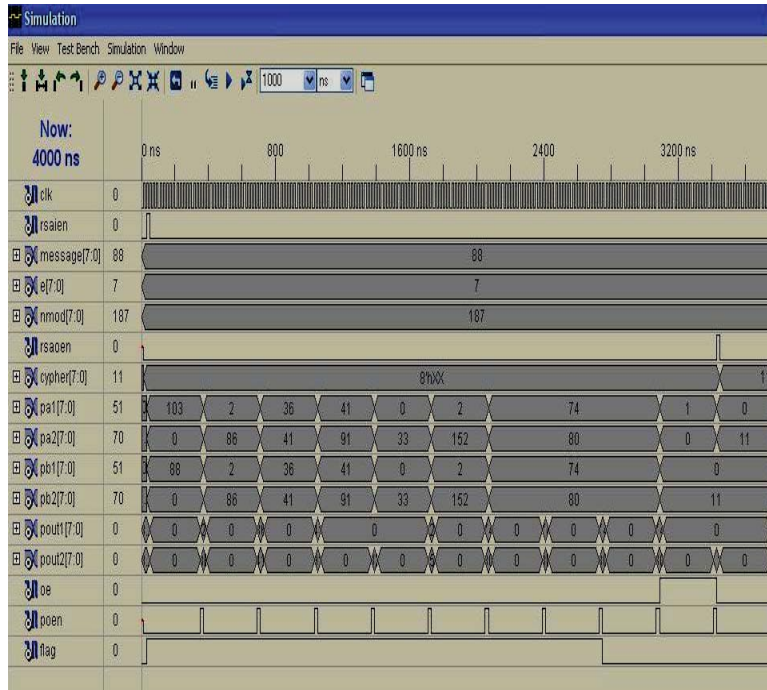 Simulation
File View Test Bench Simulation Window
1000 ns
Now:
4000 ns
0 ns 800 1600 ns 2400 3200 ns
clk 0
rsaien 0
message[7:0] 88 88
e[7:0] 7 7
nmod[7:0] 187 187
rsaoen 0
cypher[7:0] 11 8'hXX 1
pa1[7:0] 51 103 2 36 41 0 2 74 1 0
pa2[7:0] 70 0 86 41 91 33 152 80 0 11
pb1[7:0] 51 88 2 36 41 0 2 74 0
pb2[7:0] 70 0 86 41 91 33 152 80 11
pout1[7:0] 0 0 0 0 0 0 0 0 0 0
pout2[7:0] 0 0 0 0 0 0 0 0 0 0 0 0
oe 0
poen 0
flag 0